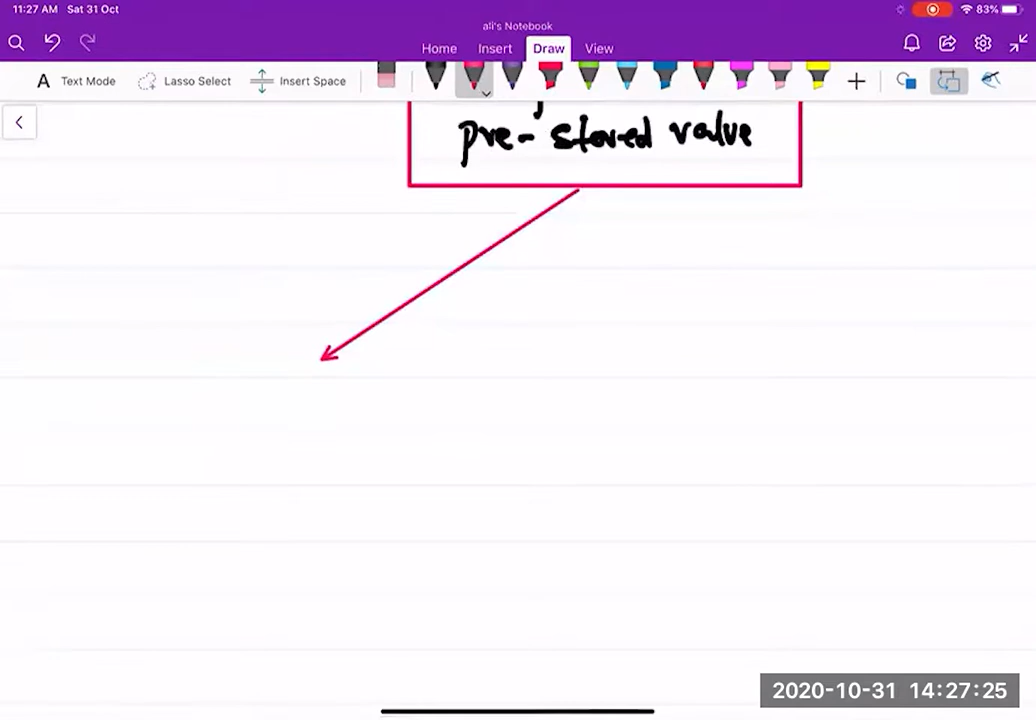 11:27 AM Sat 31 Oct
83%
ali's Notebook
Home Insert Draw View
Text Mode Lasso Select Insert Space
pre-stored value
2020-10-31 14:27:25